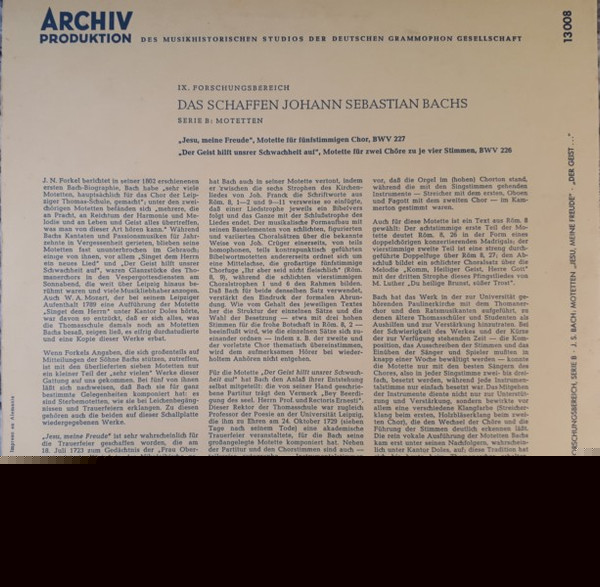 ARCHIV
PRODUKTION
DES MUSIKHISTORISCHEN STUDIOS DER DEUTSCHEN GRAMMOPHON GESELLSCHAFT
13008
IX. FORSCHUNGSBEREICH
DAS SCHAFFEN JOHANN SEBASTIAN BACHS
SERIE B: MOTETTEN
„Jesu, meine Freude", Motette für fünfstimmigen Chor, BWV 227
„Der Geist hilft unsrer Schwachheit auf", Motette für zwei Chöre zu je vier Stimmen, BWV 226
J. N. Forkel berichtet in seiner 1802 erschienenen
ersten Bach-Biographie, Bach habe „sehr viele
Motetten, hauptsächlich für das Chor der Leip-
ziger Thomas-Schule, gemacht"; unter den zwei-
chörigen Motetten befänden sich „mehrere, die
an Pracht, an Reichtum der Harmonie und Melo-
die und an Leben und Geist alles übertreffen,
was man von dieser Art hören kann." Während
Bachs Kantaten und Passionsmusiken für Jahr-
zehnte in Vergessenheit gerieten, blieben seine
Motetten fast ununterbrochen im Gebrauch;
einige von ihnen, vor allem „Singet dem Herrn
ein neues Lied" und „Der Geist hilft unsrer
Schwachheit auf", waren Glanzstücke des Tho-
manerchors in den Vespergottesdiensten am
Sonnabend, die weit über Leipzig hinaus be-
rühmt waren und viele Musikliebhaber anzogen.
Auch W. A. Mozart, der bei seinem Leipziger
Aufenthalt 1789 eine Aufführung der Motette
„Singet dem Herrn" unter Kantor Doles hörte,
war davon so entzückt, daß er sich alles, was
die Thomasschule damals noch an Motetten
Bachs besaß, zeigen ließ, es eifrig durchstudierte
und eine Kopie dieser Werke erbat.
Wenn Forkels Angaben, die sich großenteils auf
Mitteilungen der Söhne Bachs stützen, zutreffen,
ist mit den überlieferten sieben Motetten nur
ein kleiner Teil der „sehr vielen" Werke dieser
Gattung auf uns gekommen. Bei fünf von ihnen
läßt sich nachweisen, daß Bach sie für ganz
bestimmte Gelegenheiten komponiert hat: es
sind Sterbemotetten, wie sie bei Leichenbegäng-
nissen und Trauerfeiern erklangen. Zu diesen
gehören auch die beiden auf dieser Schallplatte
wiedergegebenen Werke.
„Jesu, meine Freude" ist sehr wahrscheinlich für
die Trauerfeier geschaffen worden, die am
18. Juli 1723 zum Gedächtnis der „Frau Ober-
hat Bach auch in seiner Motette vertont, indem
er zwischen die sechs Strophen des Kirchen-
liedes von Joh. Franck die Schriftworte aus
Röm. 8, 1—2 und 9—11 versweise so einfügte,
daß einer Liedstrophe jeweils ein Bibelvers
folgt und das Ganze mit der Schlußstrophe des
Liedes endet. Der musikalische Formaufbau mit
seinen Bauelementen von schlichten, figurierten
und variierten Choralsätzen über die bekannte
Weise von Joh. Crüger einerseits, von teils
homophonen, teils kontrapunktisch geführten
Bibelwortmotetten andererseits ordnet sich um
eine Mittelachse, die großartige fünfstimmige
Chorfuge „Ihr aber seid nicht fleischlich" (Röm.
8, 9), während die schlichten vierstimmigen
Choralstrophen 1 und 6 den Rahmen bilden.
Daß Bach für beide denselben Satz verwendet,
verstärkt den Eindruck der formalen Abrun-
dung. Wie vom Gehalt des jeweiligen Textes
her die Struktur der einzelnen Sätze und die
Wahl der Besetzung — etwa mit drei hohen
Stimmen für die frohe Botschaft in Röm. 8, 2 —
beeinflußt wird, wie die einzelnen Sätze sich zu-
einander ordnen — indem z. B. der zweite und
der vorletzte Chor thematisch übereinstimmen,
wird dem aufmerksamen Hörer bei wieder-
holtem Anhören nicht entgehen.
Für die Motette „Der Geist hilft unsrer Schwach-
heit auf" hat Bach den Anlaß ihrer Entstehung
selbst mitgeteilt: die von seiner Hand geschrie-
bene Partitur trägt den Vermerk „Bey Beerdi-
gung des seel. Herrn Prof. und Rectoris Ernesti".
Dieser Rektor der Thomasschule war zugleich
Professor der Poesie an der Universität Leipzig,
die ihm zu Ehren am 24. Oktober 1729 (sieben
Tage nach seinem Tode) eine akademische
Trauerfeier veranstaltete, für die Bach seine
großangelegte Motette komponiert hat. Neben
der Partitur und den Chorstimmen sind auch —
vor, daß die Orgel im (hohen) Chorton stand,
während die mit den Singstimmen gehenden
Instrumente — Streicher mit dem ersten, Oboen
und Fagott mit dem zweiten Chor — im Kam-
merton gestimmt waren.
Auch für diese Motette ist ein Text aus Röm. 8
gewählt: Der achtstimmige erste Teil der Mo-
tette deutet Röm. 8, 26 in der Form eines
doppelchörigen konzertierenden Madrigals; der
vierstimmige zweite Teil ist eine streng durch-
geführte Doppelfuge über Röm 8, 27; den Ab-
schluß bildet ein schlichter Choralsatz über die
Melodie „Komm, Heiliger Geist, Herre Gott"
mit der dritten Strophe dieses Pfingstliedes von
M. Luther „Du heilige Brunst, süßer Trost".
Bach hat das Werk in der zur Universität ge-
hörenden Paulinerkirche mit dem Thomaner-
chor und den Ratsmusikanten aufgeführt, zu
denen dieses und jenes noch die Studenten als
Aushilfen und zur Verstärkung hinzutraten. Bei
der Schwierigkeit des Werkes und der Kürze
der zur Verfügung stehenden Zeit — die Kom-
position, das Ausschreiben der Stimmen und das
Einüben der Sänger und Spieler mußten in
knapp einer Woche bewältigt werden — konnte
die Motette nur mit den besten Sängern des
Chores, also in jeder Singstimme zwei- bis drei-
fach, besetzt werden, während jede Instrumen-
talstimme nur einfach besetzt war. Das Mitgehen
der Instrumente diente nicht nur zur Unterstüt-
zung und Verstärkung, sondern bewirkte vor
allem eine verschiedene Klangfarbe (Streicher-
klang beim ersten, Holzbläserklang beim zwei-
ten Chor), die den Wechsel der Chöre und die
Führung der Stimmen deutlich erkennen läßt.
Die rein vokale Ausführung der Motetten Bachs
kam erst unter seinen Nachfolgern, wahrschein-
lich unter Kantor Doles, auf; diese Tradition hat
FORSCHUNGSBEREICH, SERIE B · J. S. BACH: MOTETTEN „JESU, MEINE FREUDE" · „DER GEIST . . ."